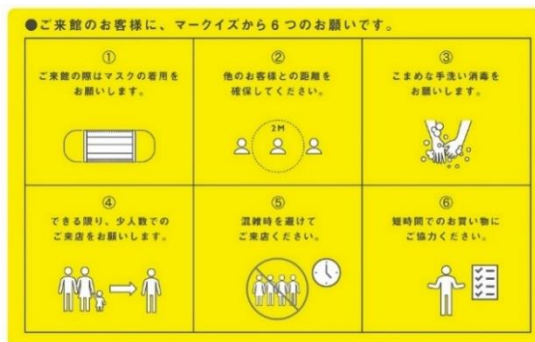 ●ご来館のお客様に、マークイズから6つのお願いです。
①
ご来館の際はマスクの着用を
お願いします。
②
他のお客様との距離を
確保してください。
2M
③
こまめな手洗い消毒を
お願いします。
④
できる限り、少人数での
ご来店をお願いします。
⑤
混雑時を避けて
ご来店ください。
⑥
短時間でのお買い物に
ご協力ください。